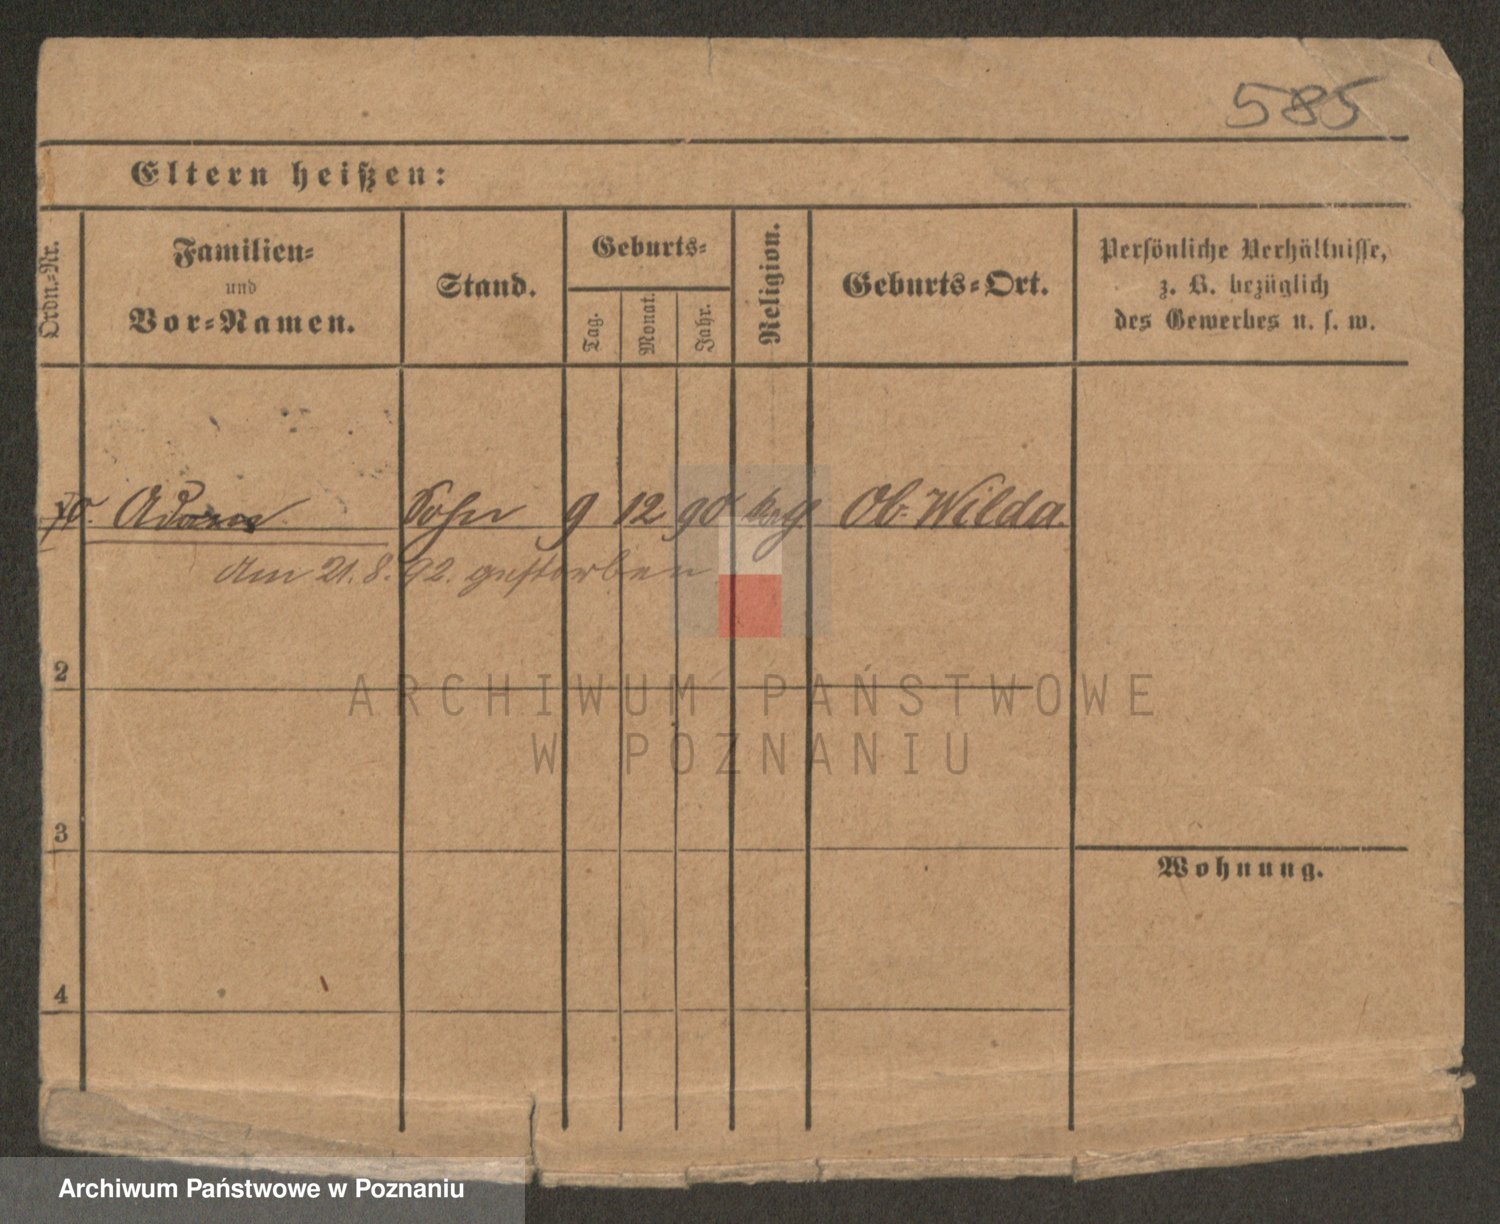 585
Eltern heißen:
Ordn.-Nr.
Familien-
und
Vor-Namen.
Stand.
Geburts-
Tag.
Monat.
Jahr.
Religion.
Geburts-Ort.
Persönliche Verhältnisse,
z. B. bezüglich
des Gewerbes u. s. w.
Adam Sohn 9 12 90 Ob. Wilda.
Am 21. 8. 92. gestorben
2
ARCHIWUM PAŃSTWOWE
W POZNANIU
3
Wohnung.
4
Archiwum Państwowe w Poznaniu